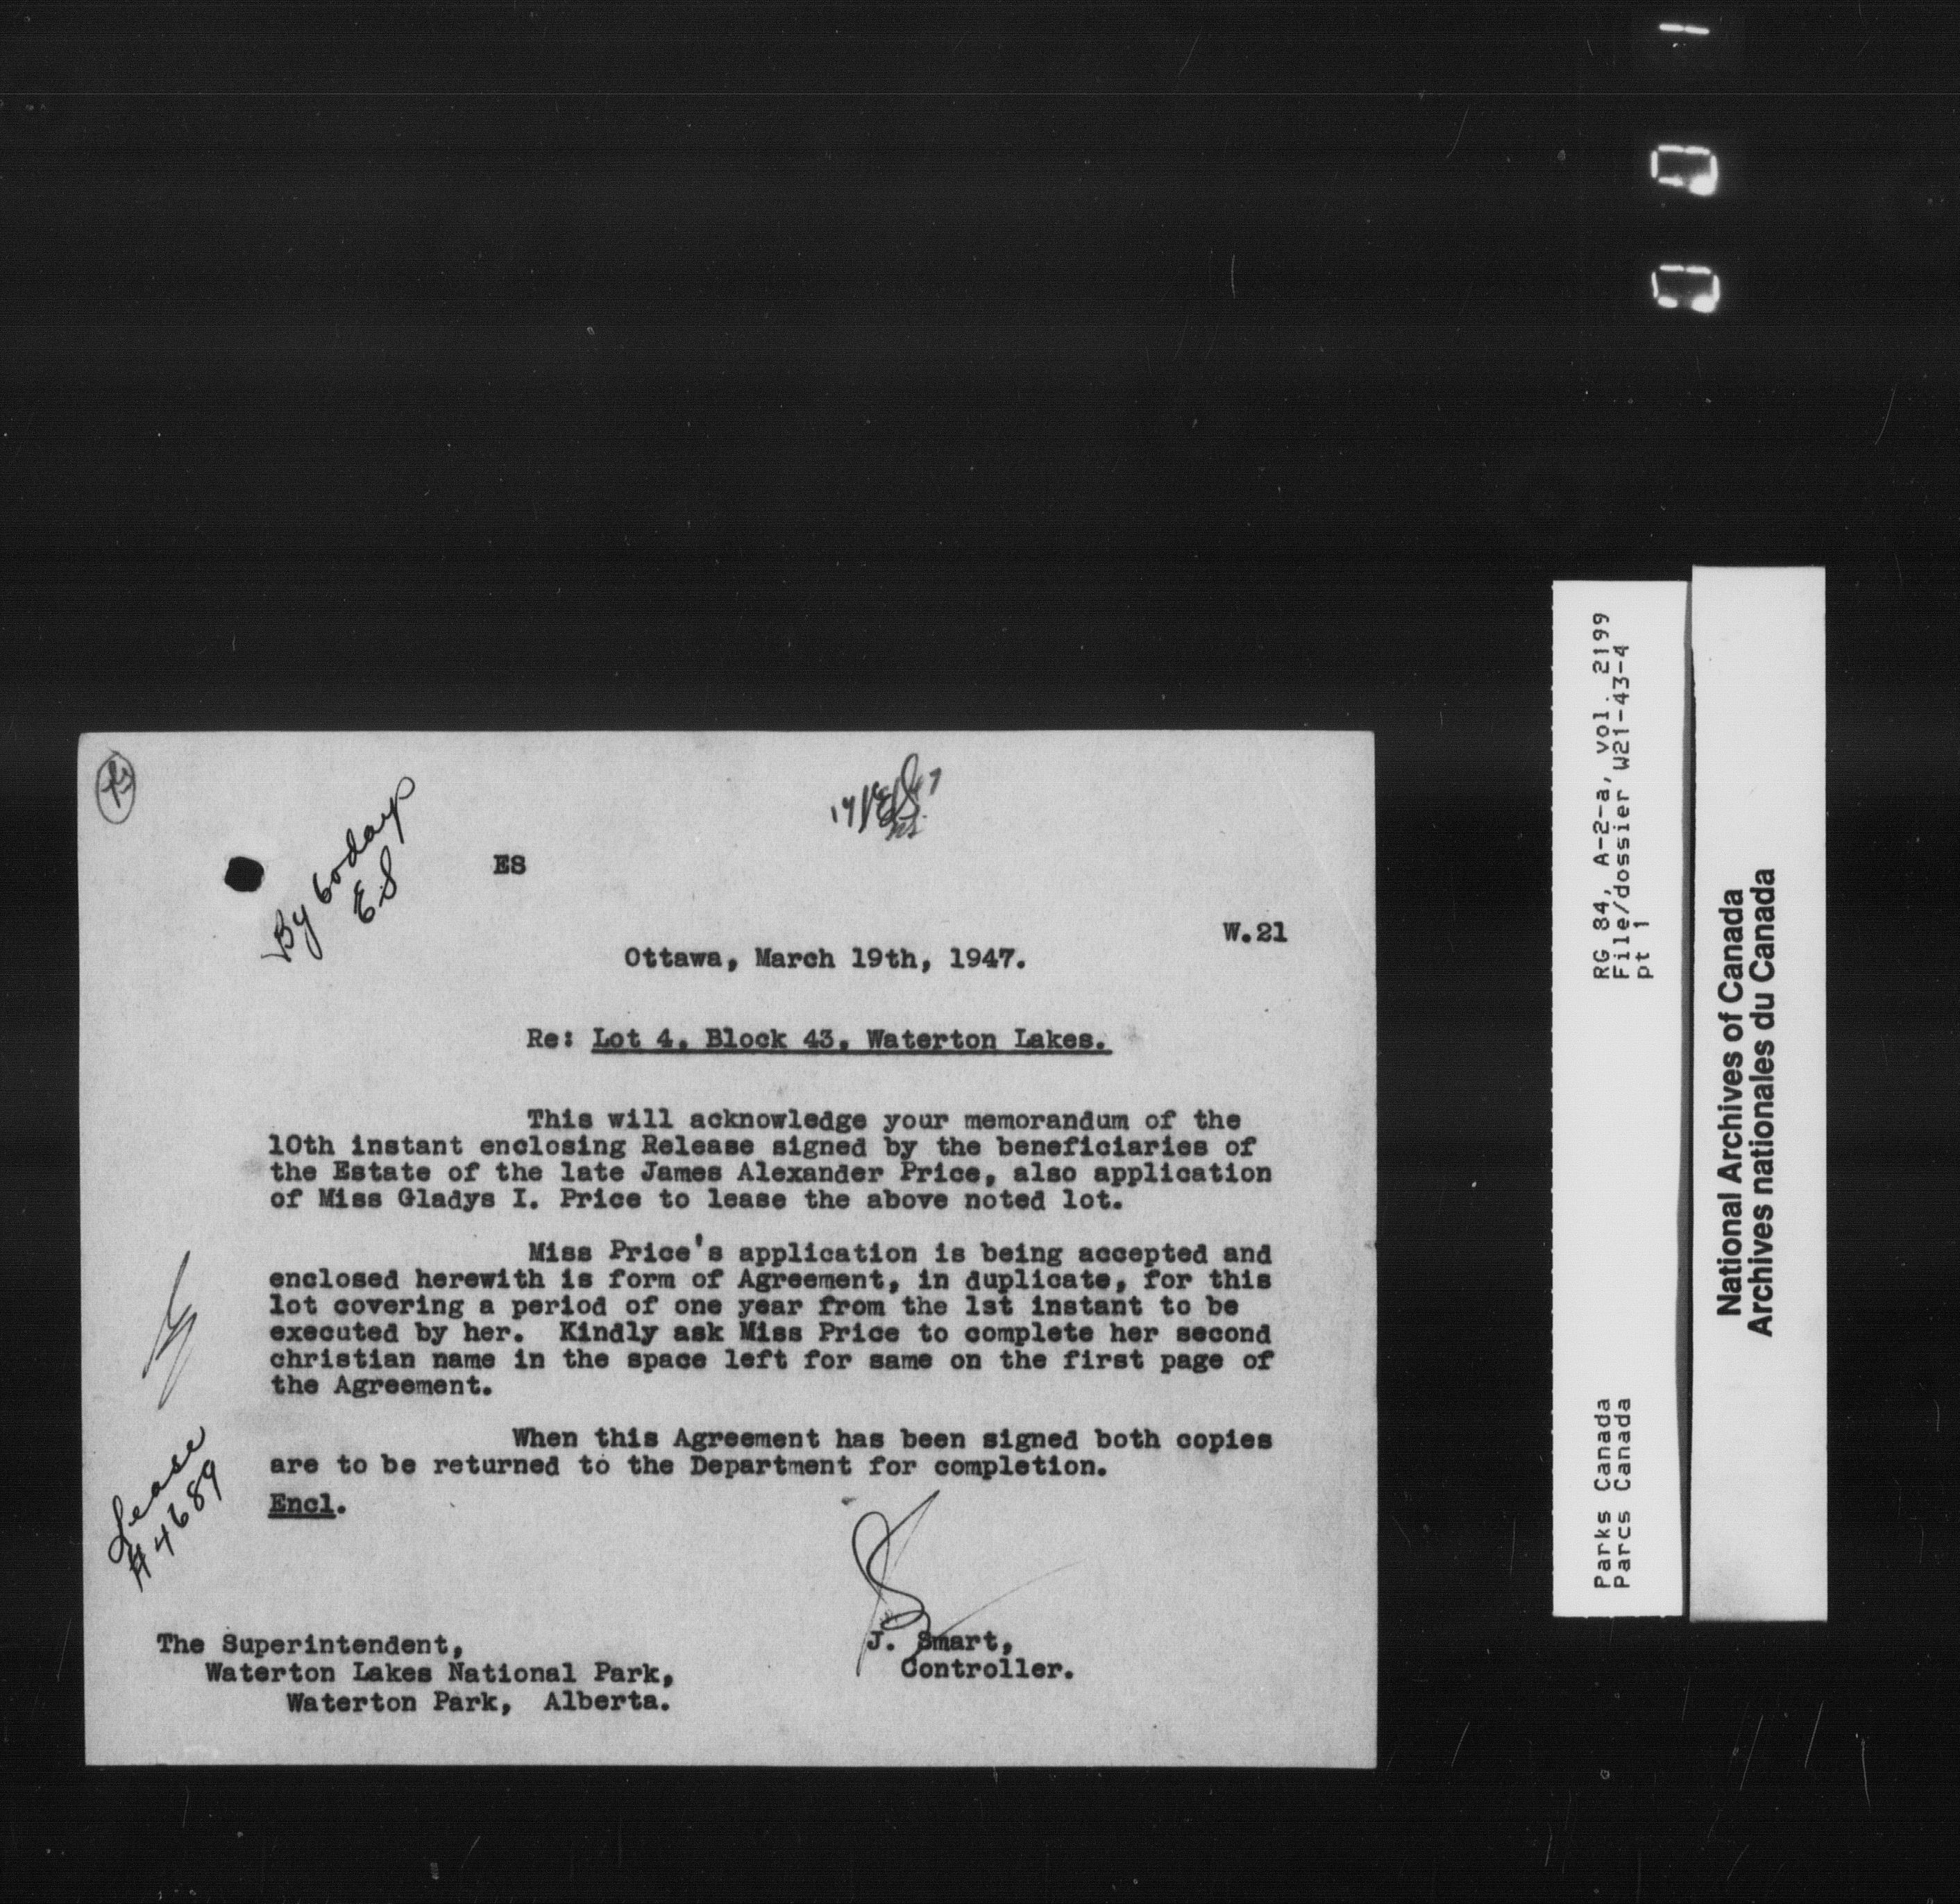 By 60 days
ES
ES
W.21
Ottawa, March 19th, 1947.
Re: Lot 4, Block 43, Waterton Lakes.
This will acknowledge your memorandum of the
10th instant enclosing Release signed by the beneficiaries of
the Estate of the late James Alexander Price, also application
of Miss Gladys I. Price to lease the above noted lot.
Miss Price's application is being accepted and
enclosed herewith is form of Agreement, in duplicate, for this
lot covering a period of one year from the 1st instant to be
executed by her. Kindly ask Miss Price to complete her second
christian name in the space left for same on the first page of
the Agreement.
When this Agreement has been signed both copies
are to be returned to the Department for completion.
Encl.
Lease
#4689
J. Smart,
Controller.
The Superintendent,
Waterton Lakes National Park,
Waterton Park, Alberta.
RG 84, A-2-a, vol. 2199
File/dossier W21-43-4
pt 1
Parks Canada
Parcs Canada
National Archives of Canada
Archives nationales du Canada